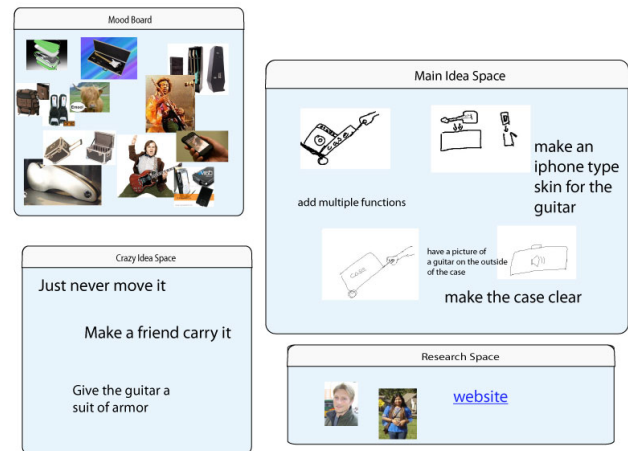 Mood Board
Main Idea Space
make an
iphone type
skin for the
guitar
add multiple functions
have a picture of
a guitar on the outside
of the case
CASE
make the case clear
Crazy Idea Space
Just never move it
Make a friend carry it
Give the guitar a
suit of armor
Research Space
website